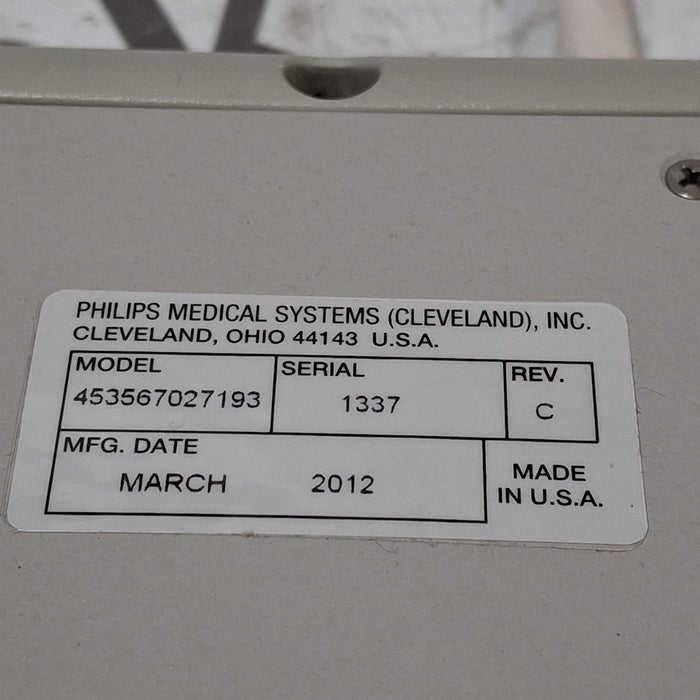 PHILIPS MEDICAL SYSTEMS (CLEVELAND), INC.
CLEVELAND, OHIO 44143 U.S.A.
MODEL SERIAL REV.
453567027193 1337 C
MFG. DATE
MARCH 2012
MADE
IN U.S.A.